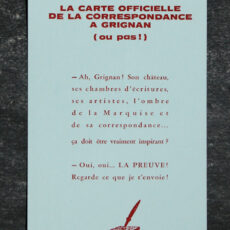 LA CARTE OFFICIELLE
DE LA CORRESPONDANCE
A GRIGNAN
(ou pas!)
— Ah, Grignan! Son château,
ses chambres d'écritures,
ses artistes, l'ombre
de la Marquise et
de sa correspondance...
ça doit être vraiment inspirant?
— Oui, oui... LA PREUVE?
Regarde ce que je t'envoie!